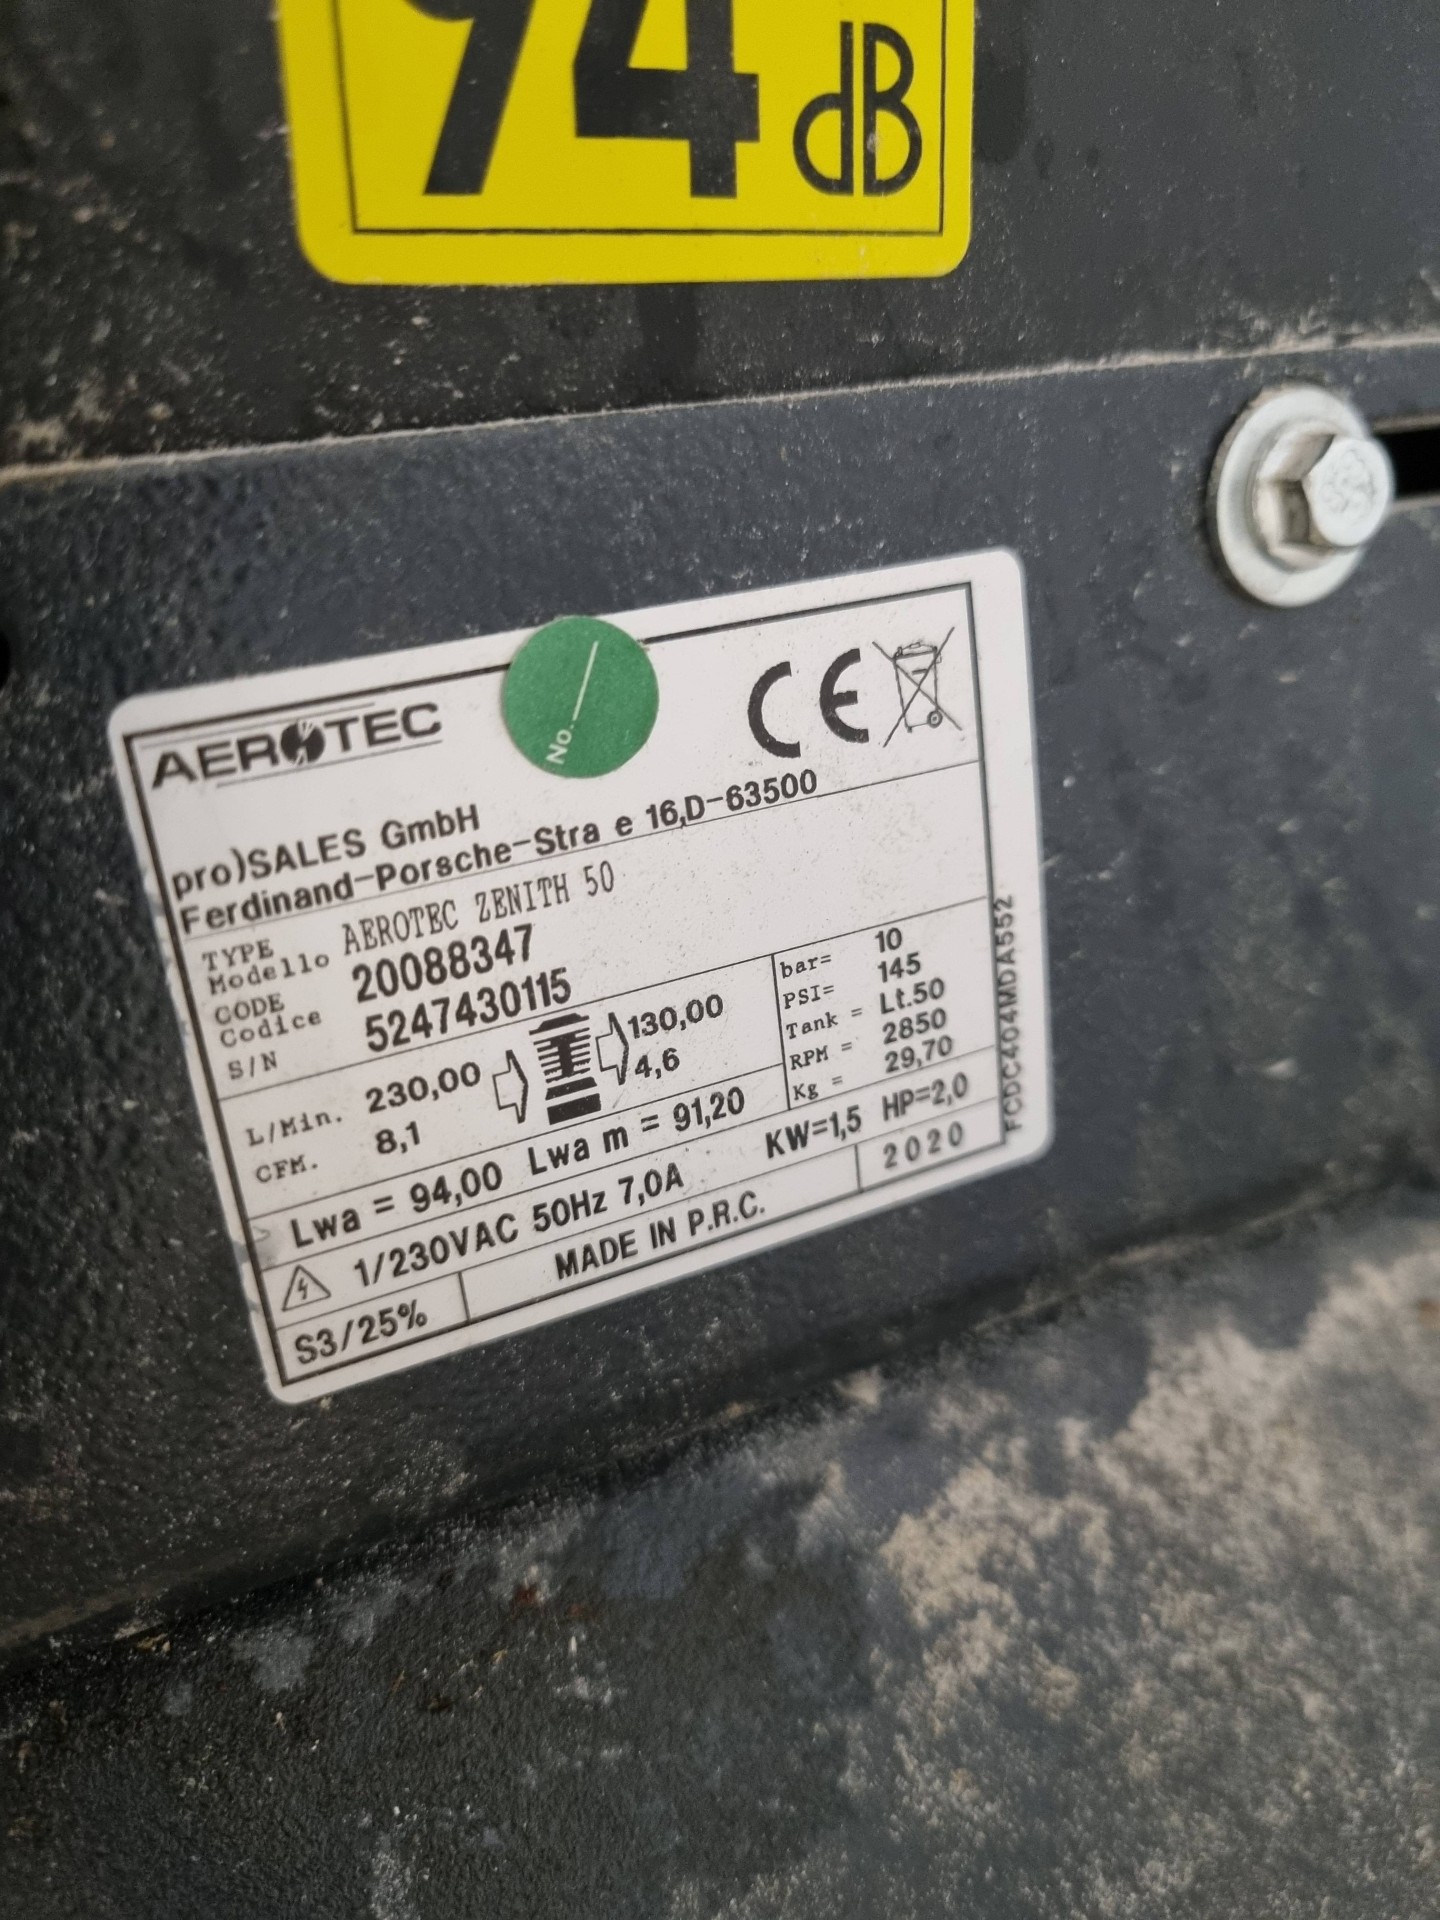 94 dB
AEROTEC
No.
CE
pro)SALES GmbH
Ferdinand-Porsche-Stra e 16,D-63500
TYPE
Modello AEROTEC ZENITH 50
CODE
Codice 20088347
S/N 5247430115
L/Min. 230,00 130,00
CFM. 8,1 4,6
bar= 10
PSI= 145
Tank = Lt.50
RPM = 2850
Kg = 29,70
Lwa = 94,00 Lwa m = 91,20
1/230VAC 50Hz 7,0A KW=1,5 HP=2,0
S3/25% MADE IN P.R.C. 2020
FCDC404MDA552